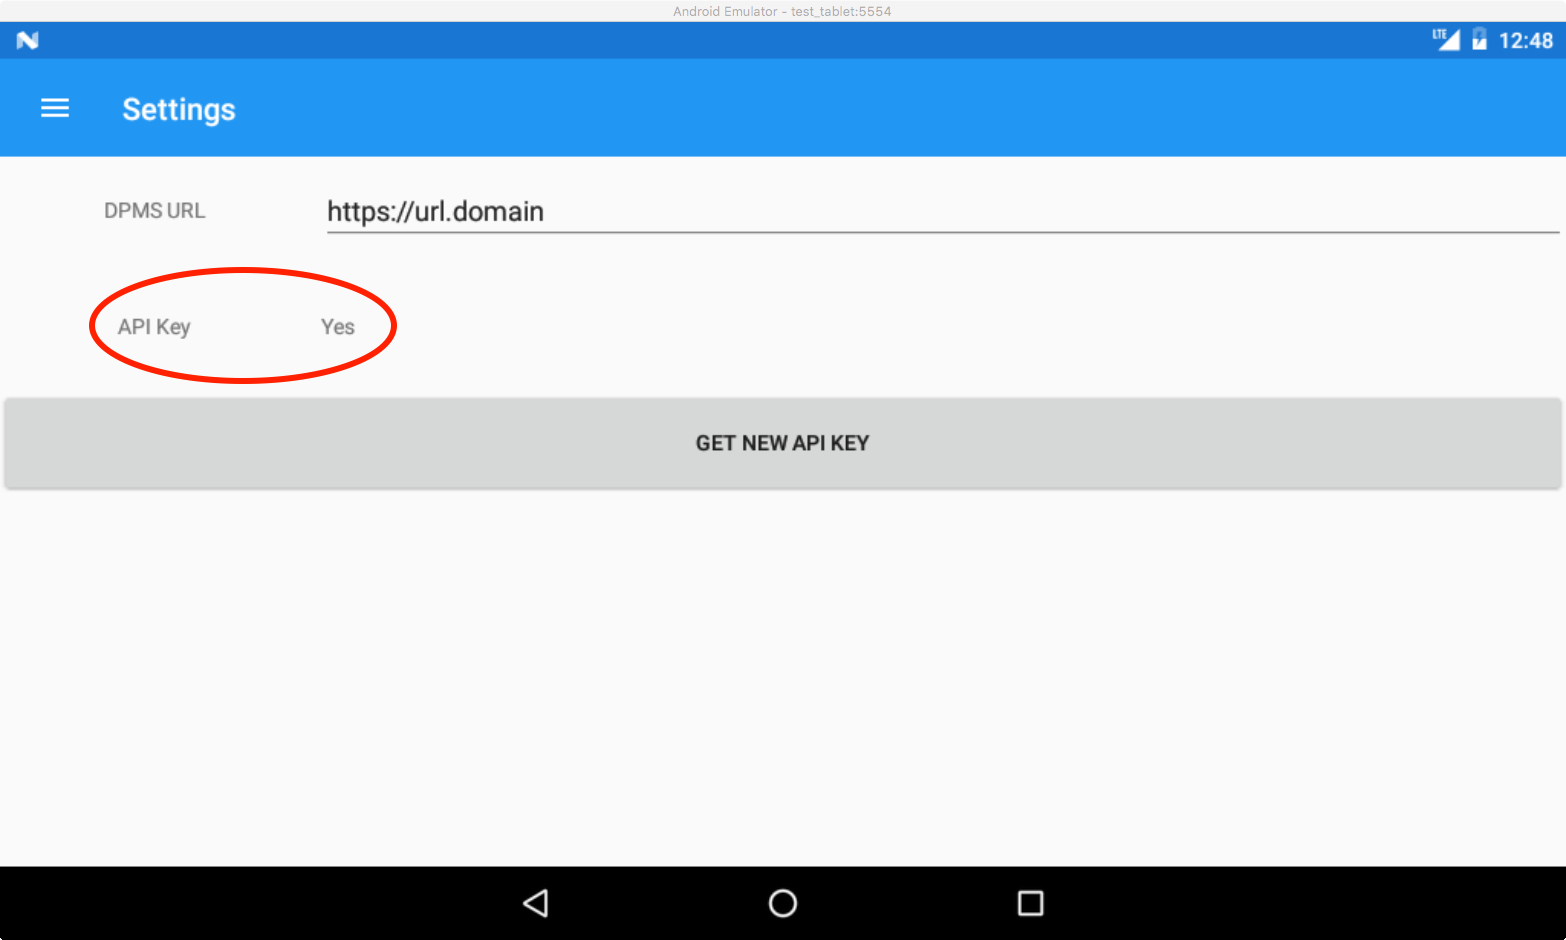 Android Emulator - test_tablet:5554
LTE 12:48
Settings
DPMS URL https://url.domain
API Key Yes
GET NEW API KEY